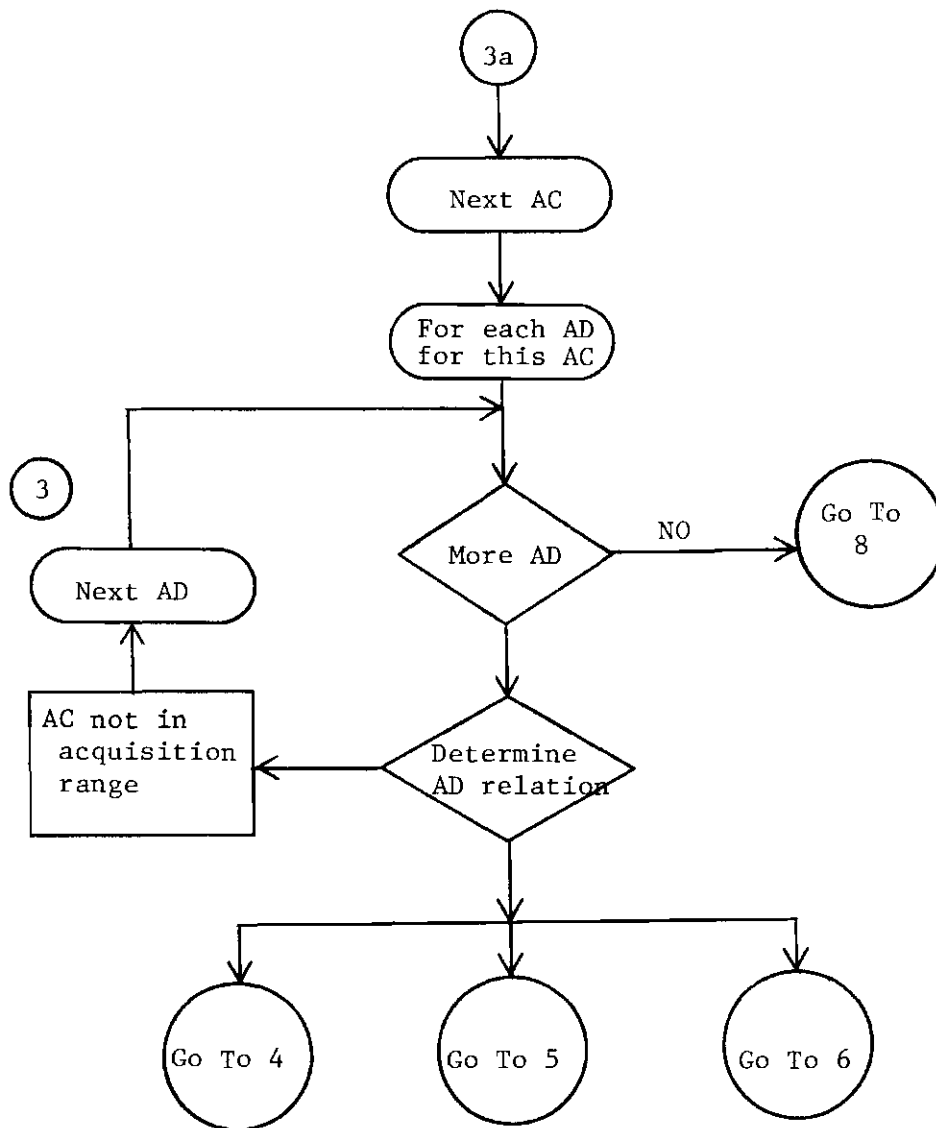 3a
Next AC
For each AD
for this AC
3
More AD
NO
Go To
8
Next AD
AC not in
acquisition
range
Determine
AD relation
Go To 4
Go To 5
Go To 6